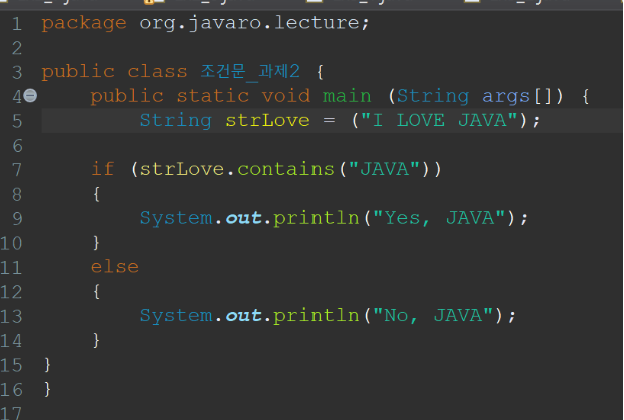 1 package org.javaro.lecture;
2
3 public class 조건문_과제2 {
4 public static void main (String args[]) {
5 String strLove = ("I LOVE JAVA");
6
7 if (strLove.contains("JAVA"))
8 {
9 System.out.println("Yes, JAVA");
10 }
11 else
12 {
13 System.out.println("No, JAVA");
14 }
15 }
16 }
17